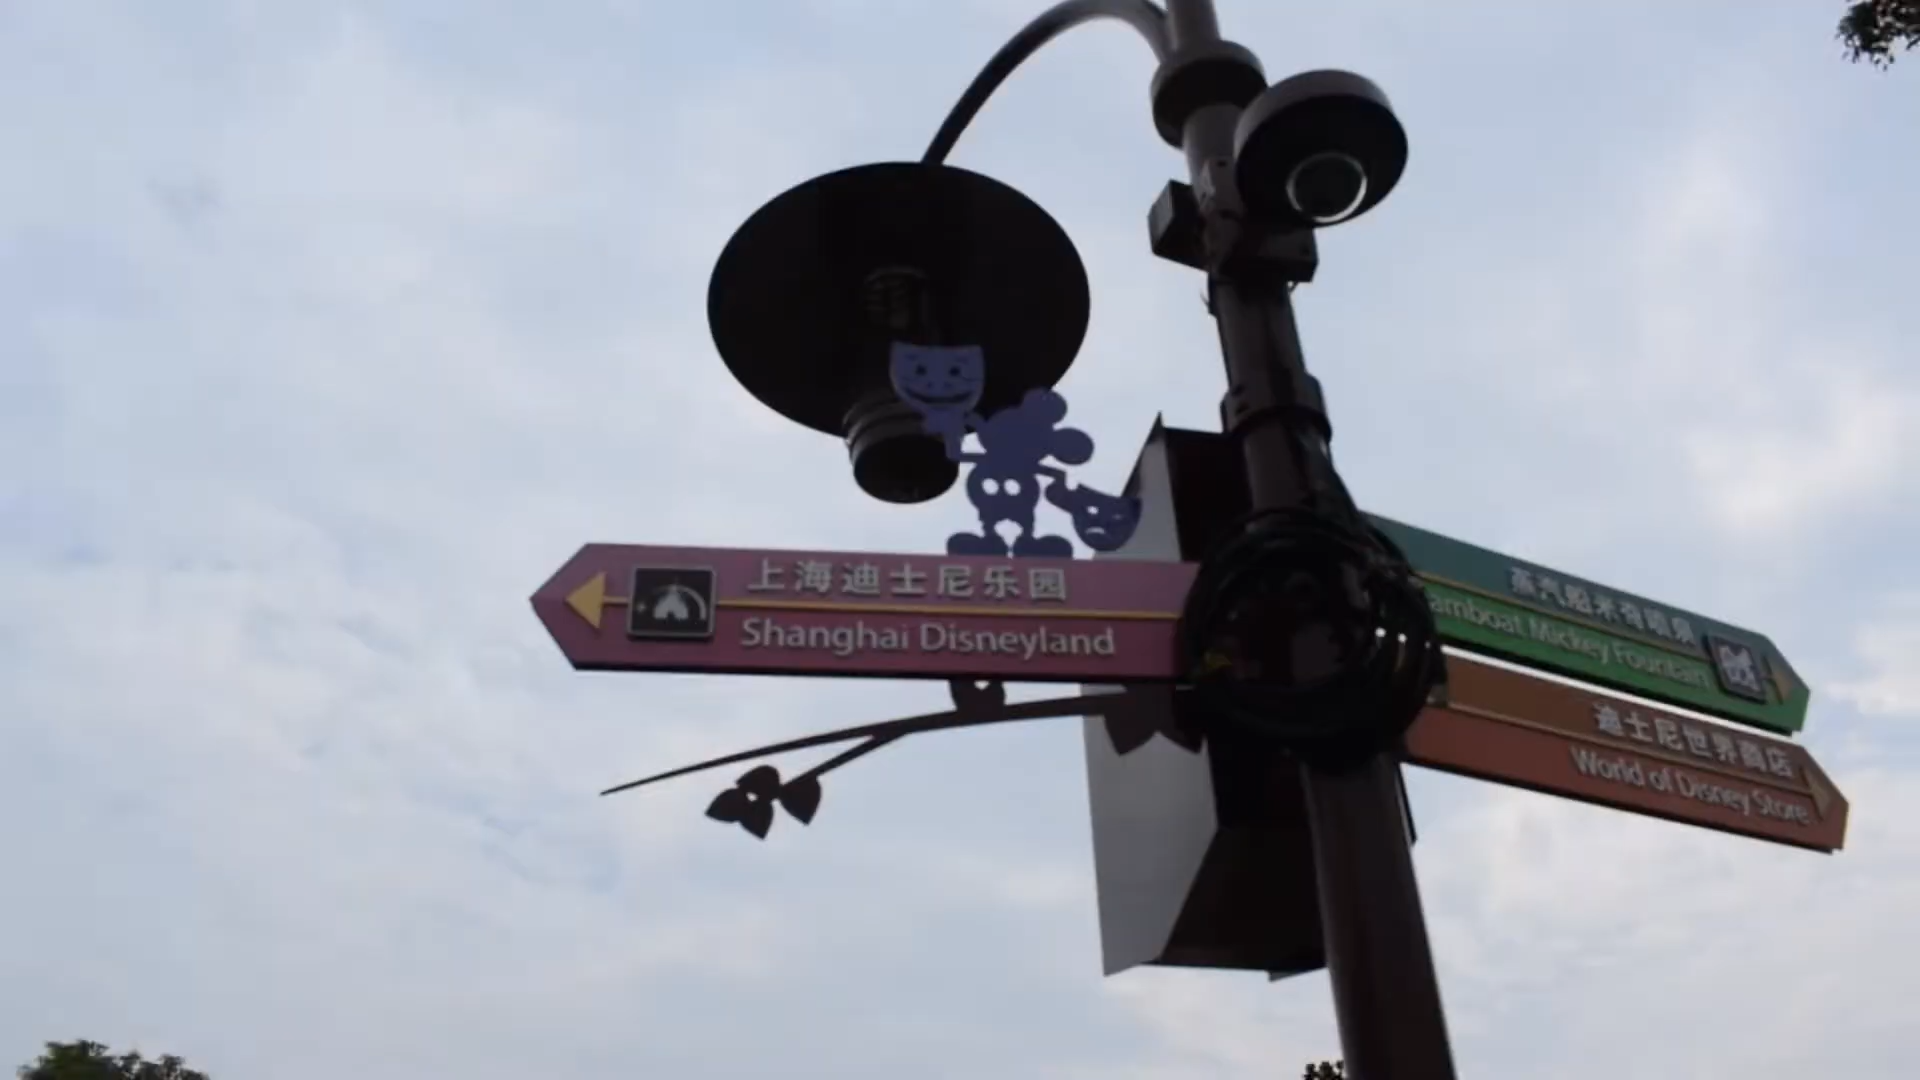 上海迪士尼乐园
Shanghai Disneyland
蒸汽船米奇喷泉
amboat Mickey Fountain
迪士尼世界商店
World of Disney Store